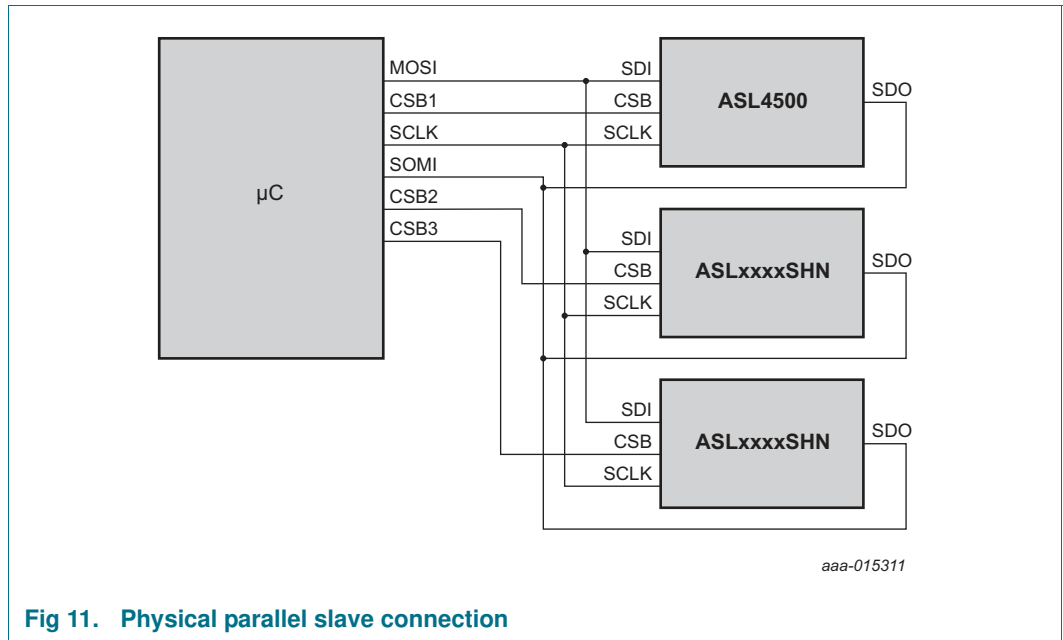 MOSI
CSB1
SCLK
SOMI
CSB2
CSB3
µC
SDI
CSB
SCLK
ASL4500
SDO
SDI
CSB
SCLK
ASLxxxxSHN
SDO
SDI
CSB
SCLK
ASLxxxxSHN
SDO
aaa-015311
Fig 11. Physical parallel slave connection